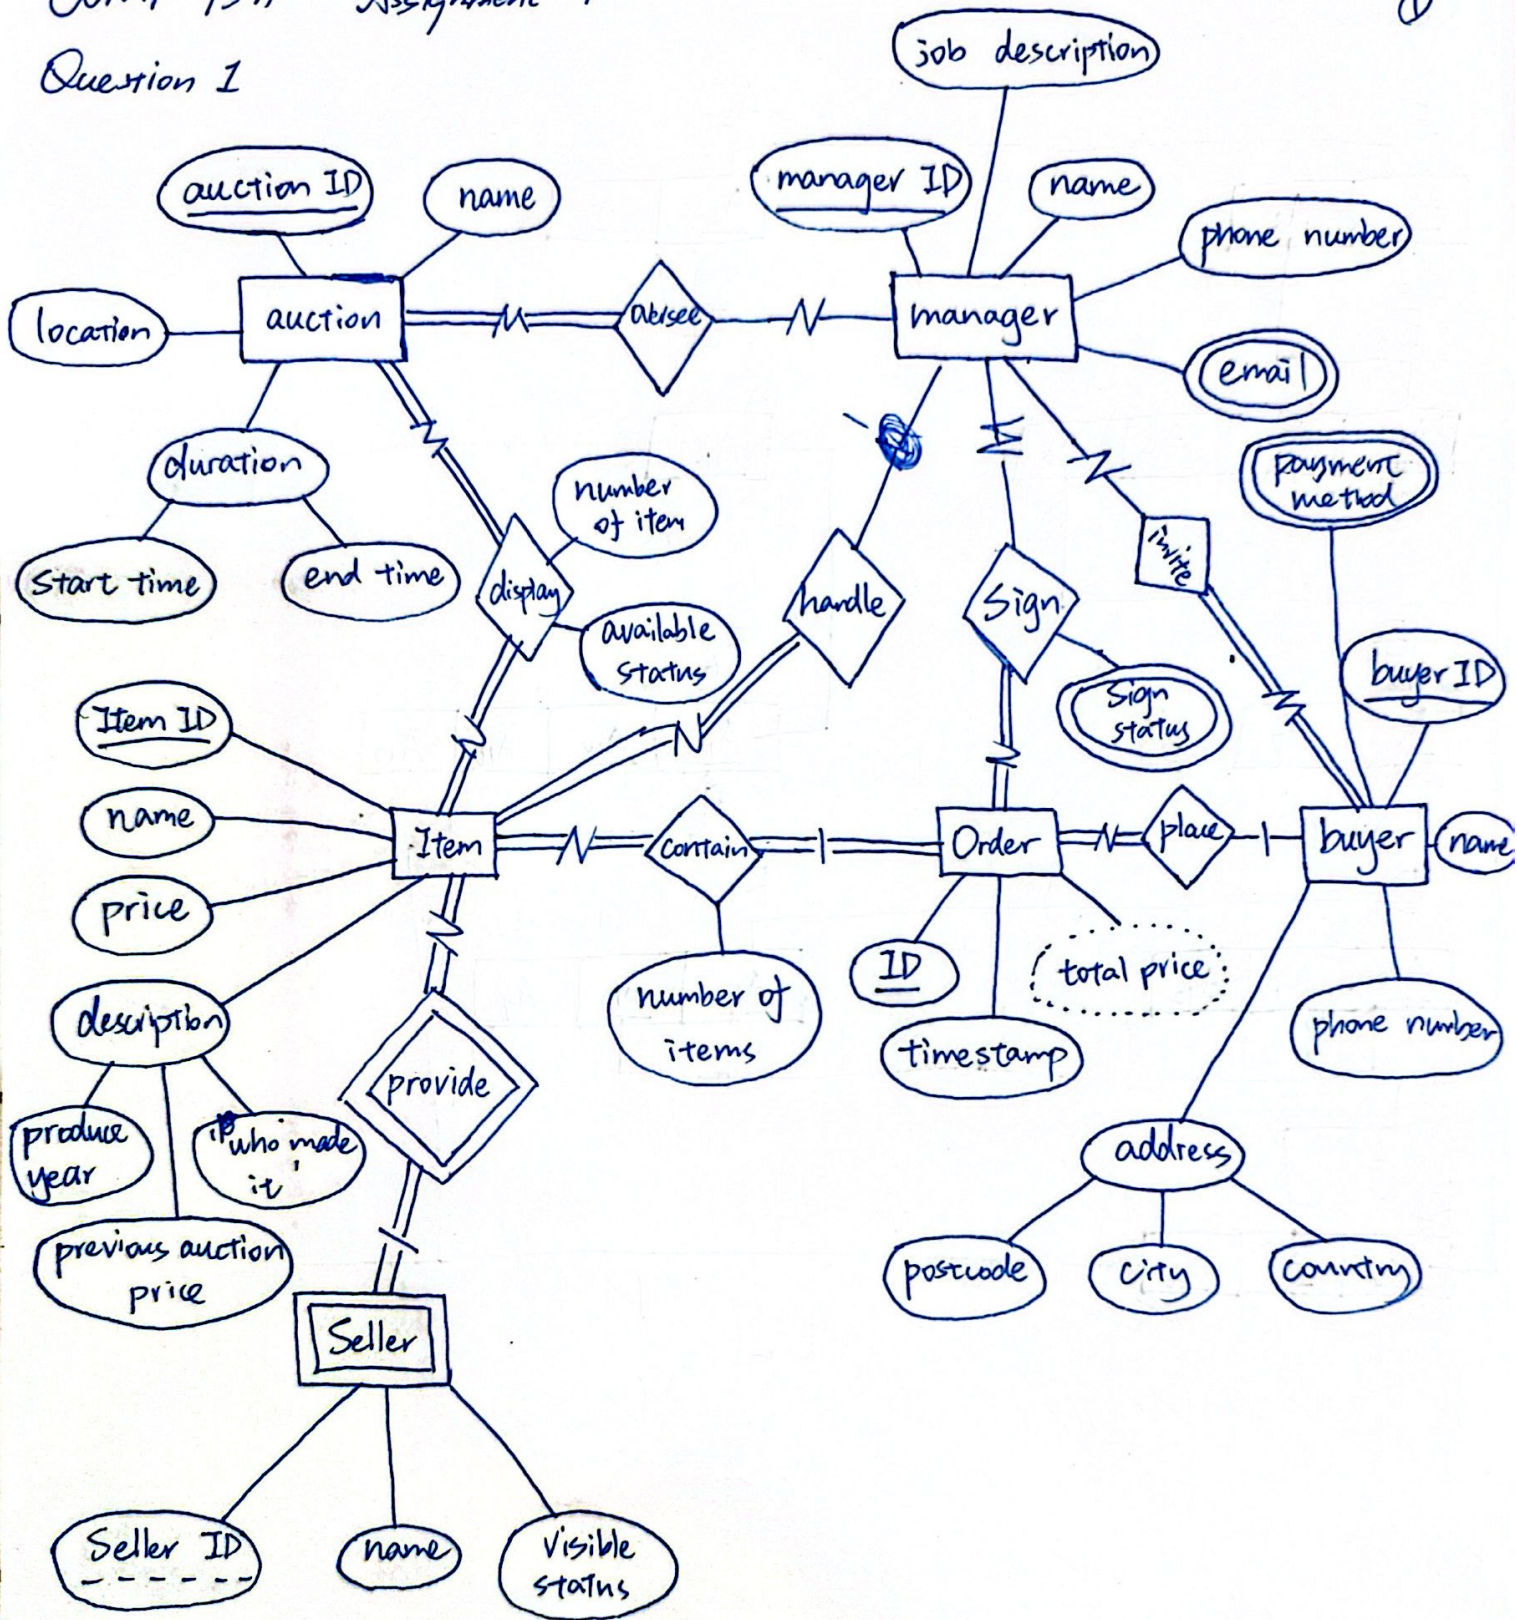 Assignment
①
Question 1
job description
auction ID
name
manager ID
name
phone number
location
auction
M
N
manager
email
duration
N
number
of item
M
N
payment
method
start time
end time
display
available
status
handle
Sign
invite
Sign
status
buyer ID
Item ID
N
N
N
N
name
Item
N
contain
1
Order
N
place
1
buyer
name
price
N
number of
items
ID
total price
timestamp
phone number
description
provide
produce
year
who made
it
previous auction
price
1
address
postcode
city
country
Seller
Seller ID
name
Visible
status